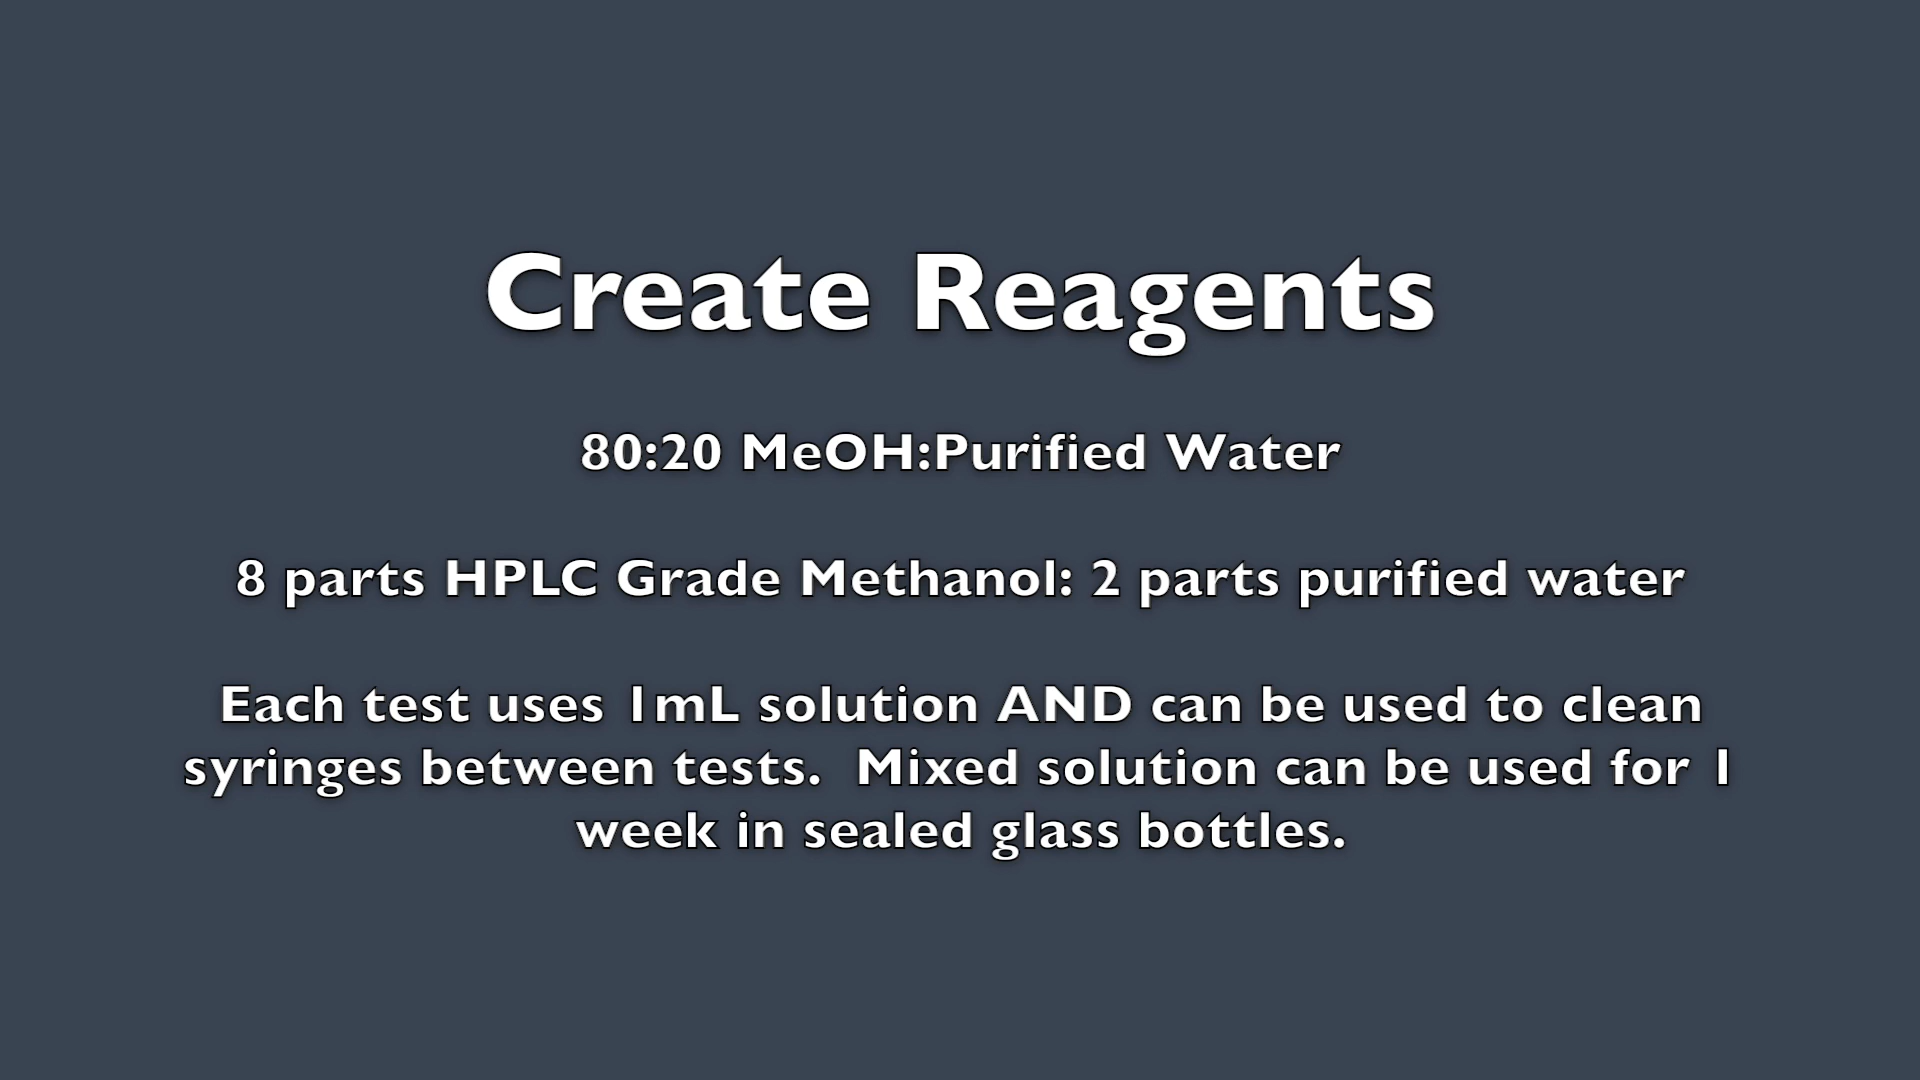 Create Reagents
80:20 MeOH:Purified Water
8 parts HPLC Grade Methanol: 2 parts purified water
Each test uses 1mL solution AND can be used to clean
syringes between tests.  Mixed solution can be used for 1
week in sealed glass bottles.